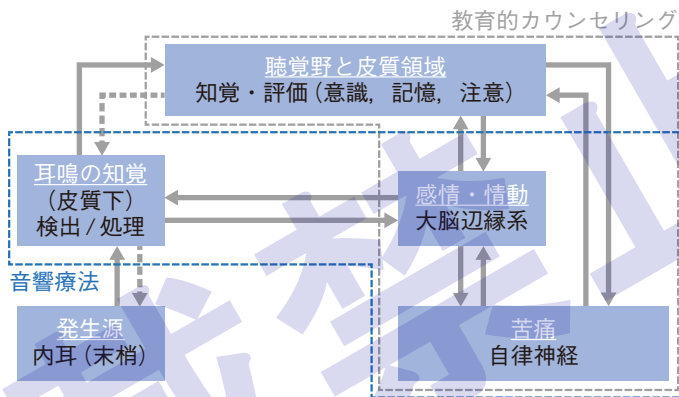 教育的カウンセリング
聴覚野と皮質領域
知覚・評価(意識,記憶,注意)
耳鳴の知覚
(皮質下)
検出/処理
感情・情動
大脳辺縁系
音響療法
発生源
内耳(末梢)
苦痛
自律神経
載禁止